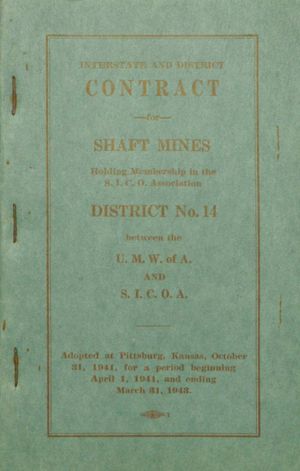 INTERSTATE AND DISTRICT
CONTRACT
—for—
SHAFT MINES
Holding Membership in the
S. I. C. O. Association
DISTRICT No. 14
between the
U. M. W. of A.
AND
S. I. C. O. A.
Adopted at Pittsburg, Kansas, October
31, 1941, for a period beginning
April 1, 1941, and ending
March 31, 1943.